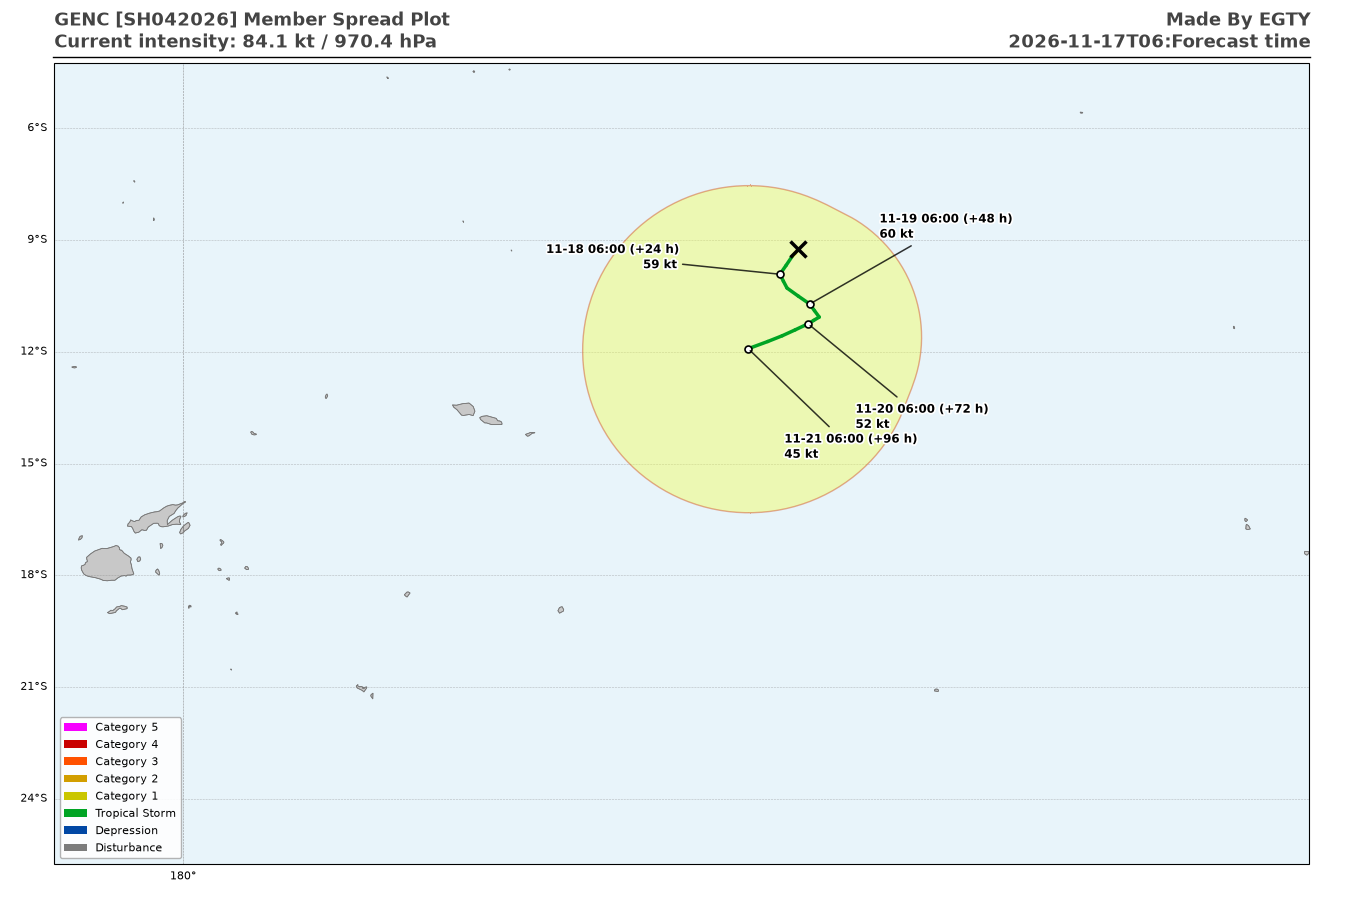 GENC [SH042026] Member Spread Plot
Made By EGTY
Current intensity: 84.1 kt / 970.4 hPa
2026-11-17T06:Forecast time
6°S
9°S
12°S
15°S
18°S
21°S
24°S
180°
11-19 06:00 (+48 h)
60 kt
11-18 06:00 (+24 h)
59 kt
11-20 06:00 (+72 h)
52 kt
11-21 06:00 (+96 h)
45 kt
Category 5
Category 4
Category 3
Category 2
Category 1
Tropical Storm
Depression
Disturbance